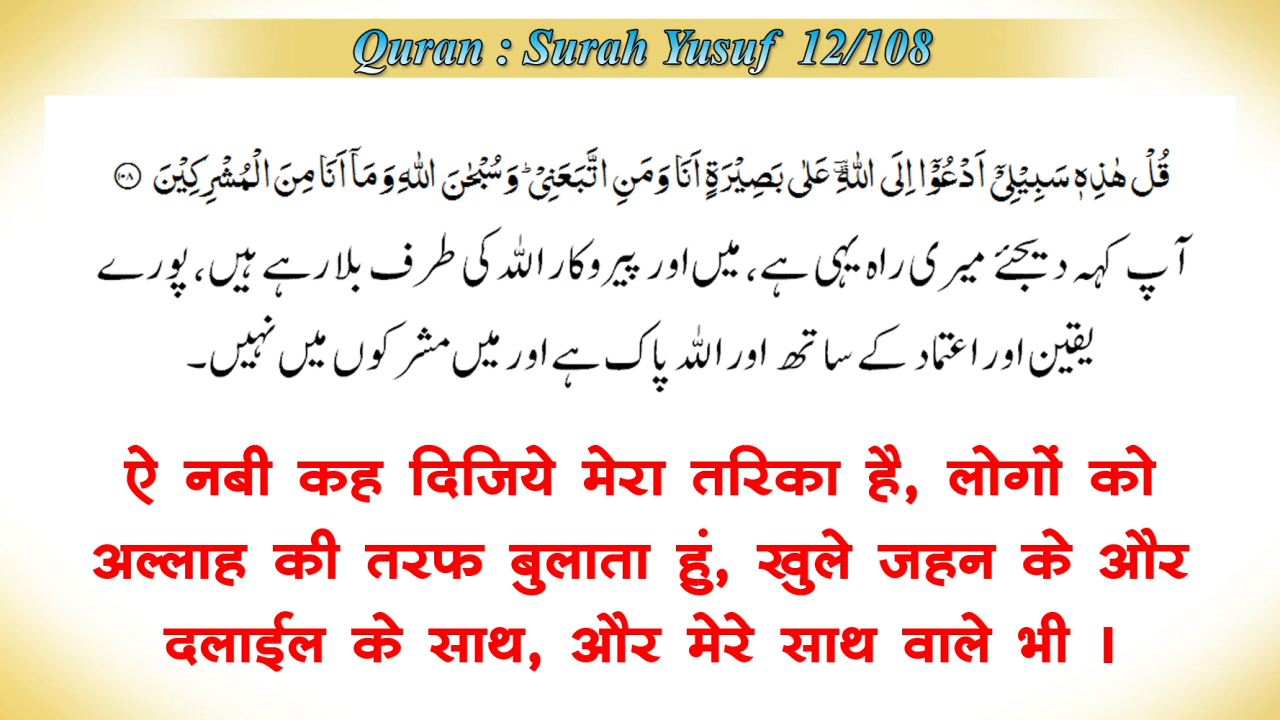 Quran : Surah Yusuf 12/108
قُلْ هٰذِهٖ سَبِیْلِیْۤ اَدْعُوْۤا اِلَی اللّٰهِ ؔ۫ عَلٰی بَصِیْرَةٍ اَنَا وَمَنِ اتَّبَعَنِیْ ؕ وَسُبْحٰنَ اللّٰهِ وَمَاۤ اَنَا مِنَ الْمُشْرِكِیْنَ ۝۱۰۸
آپ کہہ دیجئے میری راہ یہی ہے، میں اور پیروکار اللہ کی طرف بلا رہے ہیں، پورے
یقین اور اعتماد کے ساتھ اور اللہ پاک ہے اور میں مشرکوں میں نہیں۔
ऐ नबी कह दिजिये मेरा तरिका है, लोगों को
अल्लाह की तरफ बुलाता हुं, खुले जहन के और
दलाईल के साथ, और मेरे साथ वाले भी ।